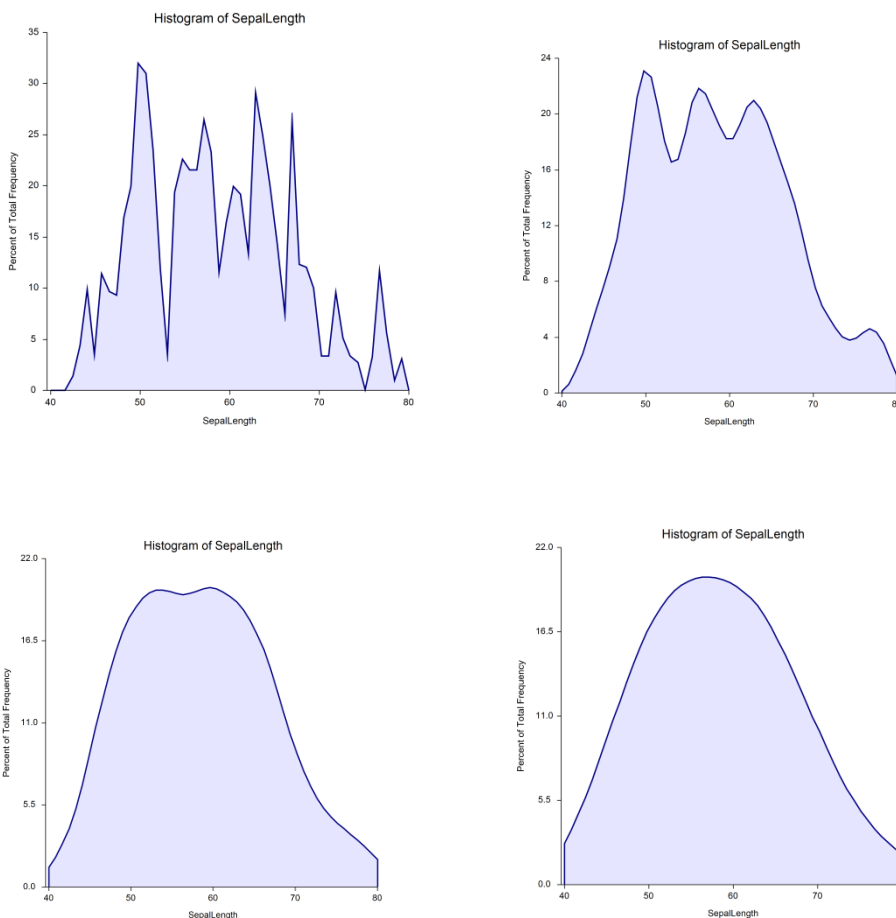 Histogram of SepalLength
35
30
25
20
15
10
5
0
Percent of Total Frequency
40 50 60 70 80
SepalLength
Histogram of SepalLength
24
20
16
12
8
4
0
Percent of Total Frequency
40 50 60 70
SepalLength
Histogram of SepalLength
22.0
16.5
11.0
5.5
0.0
Percent of Total Frequency
40 50 60 70 80
SepalLength
Histogram of SepalLength
22.0
16.5
11.0
5.5
0.0
Percent of Total Frequency
40 50 60 70
SepalLength